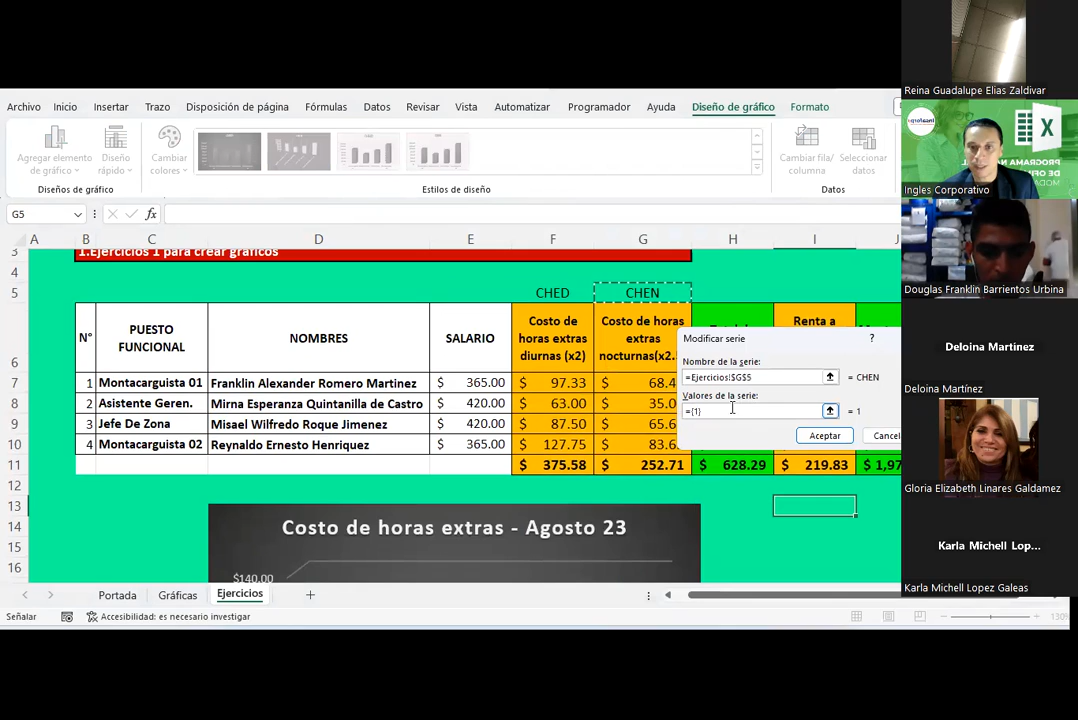 Reina Guadalupe Elias Zaldivar
Archivo Inicio Insertar Trazo Disposición de página Fórmulas Datos Revisar Vista Automatizar Programador Ayuda Diseño de gráfico Formato
Agregar elemento de gráfico
Diseño rápido
Cambiar colores
Cambiar fila/columna
Seleccionar datos
Diseños de gráfico Estilos de diseño Datos
Ingles Corporativo
G5 fx
A B C D E F G H I J
3 1.Ejercicios 1 para crear gráficos
4
5 CHED CHEN
6 N° PUESTO FUNCIONAL NOMBRES SALARIO Costo de horas extras diurnas (x2) Costo de horas extras nocturnas(x2. Renta a
7 1 Montacarguista 01 Franklin Alexander Romero Martinez $ 365.00 $ 97.33 $ 68.4
8 2 Asistente Geren. Mirna Esperanza Quintanilla de Castro $ 420.00 $ 63.00 $ 35.0
9 3 Jefe De Zona Misael Wilfredo Roque Jimenez $ 420.00 $ 87.50 $ 65.6
10 4 Montacarguista 02 Reynaldo Ernesto Henriquez $ 365.00 $ 127.75 $ 83.6
11 $ 375.58 $ 252.71 $ 628.29 $ 219.83 $ 1,97
12
13
14
15
16
Modificar serie ?
Nombre de la serie:
=Ejercicios!$G$5 = CHEN
Valores de la serie:
={1} = 1
Aceptar Cancel
Costo de horas extras - Agosto 23
$140.00
Portada Gráficas Ejercicios +
Señalar Accesibilidad: es necesario investigar 130%
Douglas Franklin Barrientos Urbina
Deloina Martinez
Deloina Martínez
Gloria Elizabeth Linares Galdamez
Karla Michell Lop...
Karla Michell Lopez Galeas